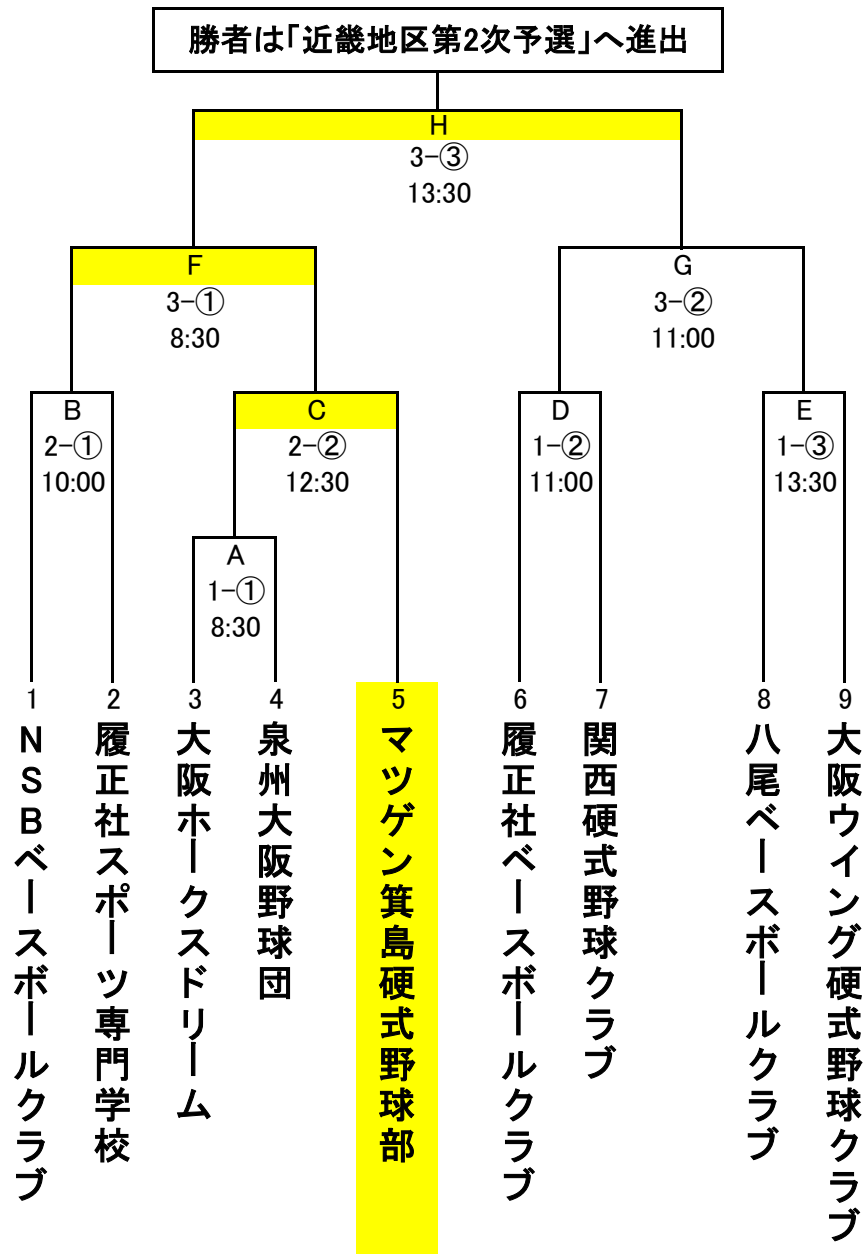 勝者は「近畿地区第2次予選」へ進出
H
3-③
13:30
F
3-①
8:30
G
3-②
11:00
B
2-①
10:00
C
2-②
12:30
D
1-②
11:00
E
1-③
13:30
A
1-①
8:30
1
NSBベースボールクラブ
2
履正社スポーツ専門学校
3
大阪ホークスドリーム
4
泉州大阪野球団
5
マツゲン箕島硬式野球部
6
履正社ベースボールクラブ
7
関西硬式野球クラブ
8
八尾ベースボールクラブ
9
大阪ウイング硬式野球クラブ